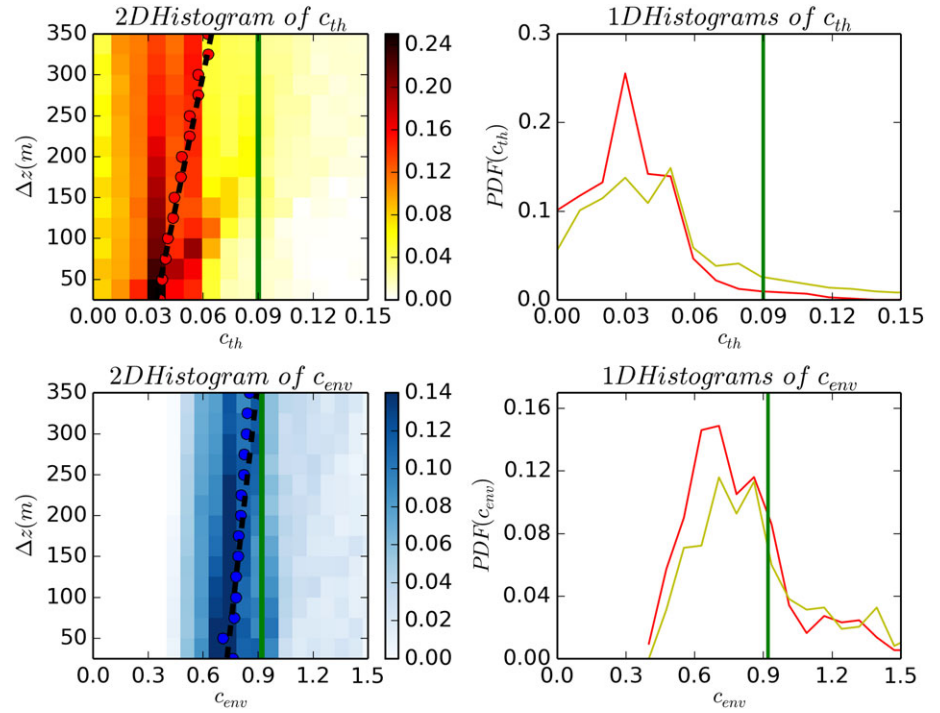 2DHistogram of c_th
350
300
250
200
150
100
50
Δz(m)
0.00 0.03 0.06 0.09 0.12 0.15
c_th
0.24
0.20
0.16
0.12
0.08
0.04
0.00
1DHistograms of c_th
0.3
0.2
0.1
0.0
PDF(c_th)
0.00 0.03 0.06 0.09 0.12 0.15
c_th
2DHistogram of c_env
350
300
250
200
150
100
50
Δz(m)
0.0 0.3 0.6 0.9 1.2 1.5
c_env
0.14
0.12
0.10
0.08
0.06
0.04
0.02
0.00
1DHistograms of c_env
0.16
0.12
0.08
0.04
0.00
PDF(c_env)
0.0 0.3 0.6 0.9 1.2 1.5
c_env